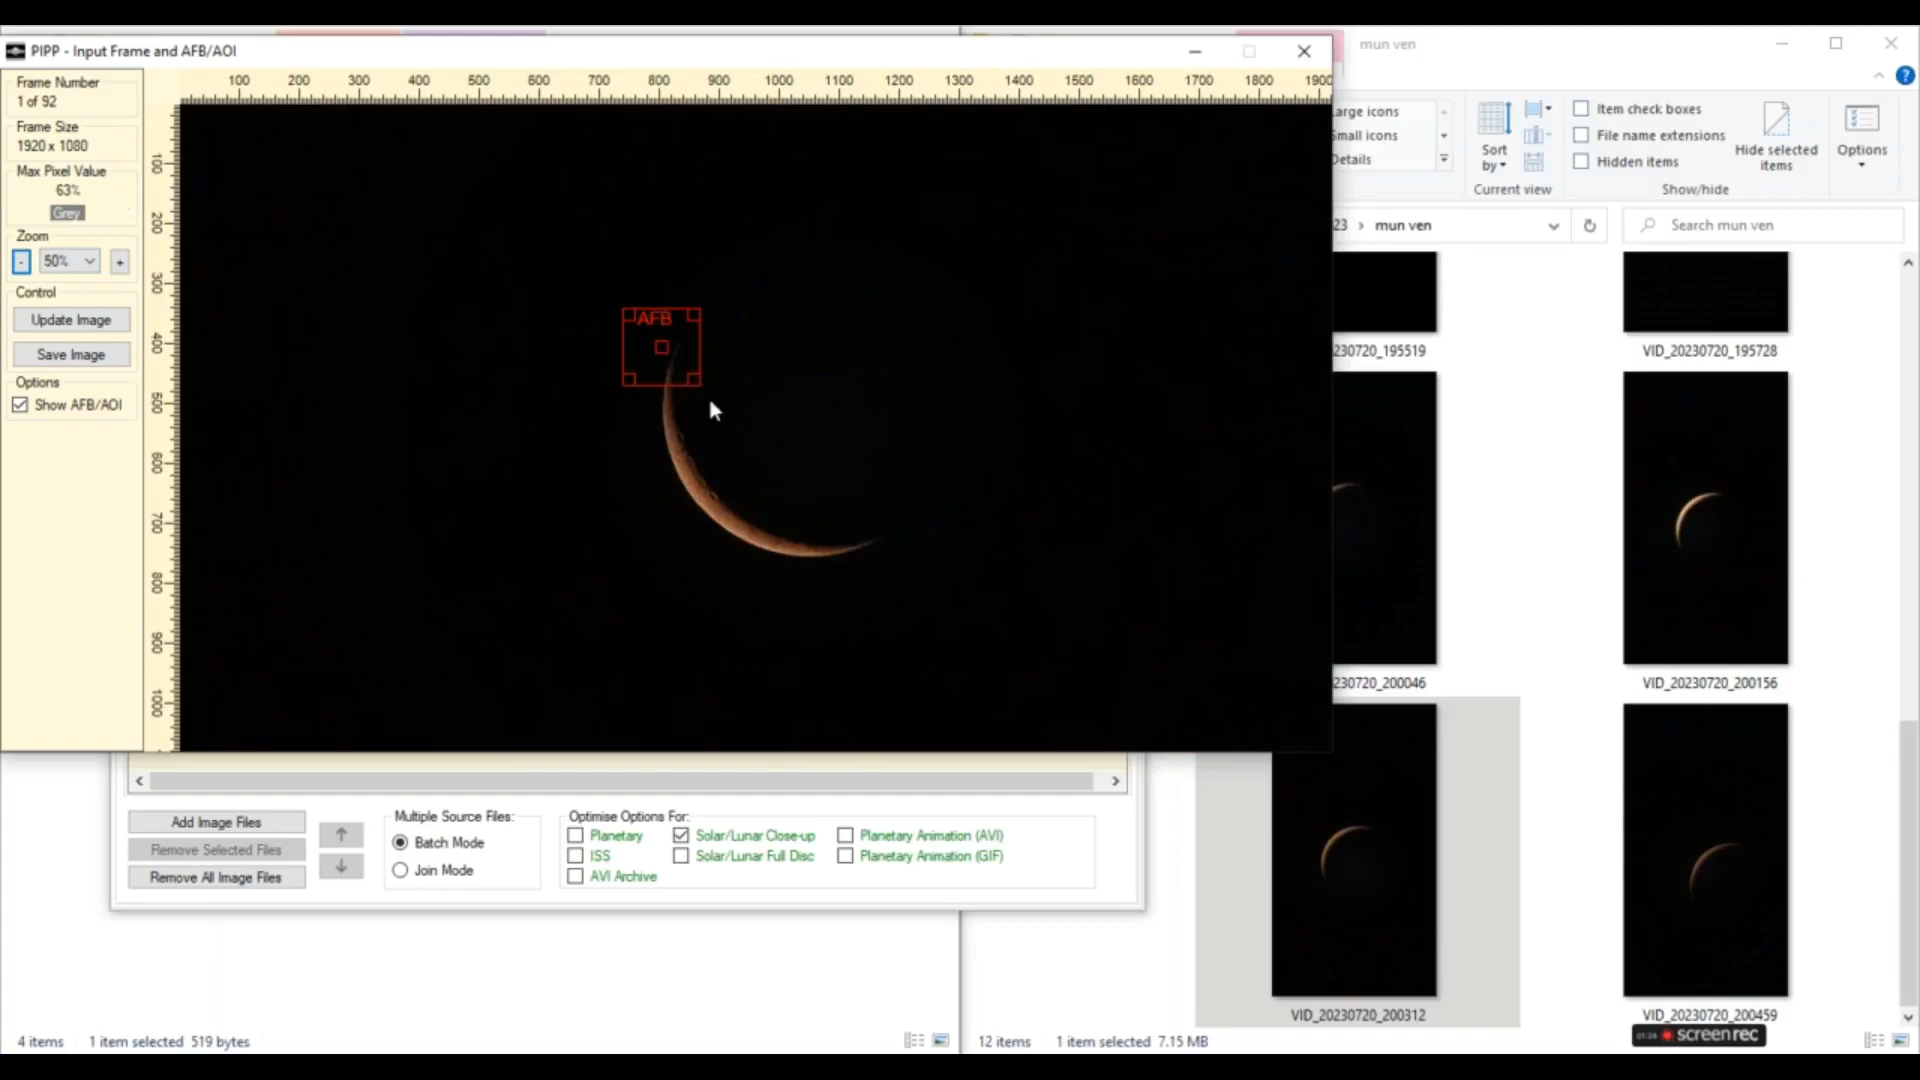 PIPP - Input Frame and AFB/AOI
Frame Number
1 of 92
Frame Size
1920 x 1080
Max Pixel Value
63%
Grey
Zoom
- 50% +
Control
Update Image
Save Image
Options
Show AFB/AOI
100 200 300 400 500 600 700 800 900 1000 1100 1200 1300 1400 1500 1600 1700 1800 1900
100
200
300
400
500
600
700
800
900
1000
AFB
Add Image Files
Remove Selected Files
Remove All Image Files
Multiple Source Files:
Batch Mode
Join Mode
Optimise Options For:
Planetary
Solar/Lunar Close-up
Planetary Animation (AVI)
ISS
Solar/Lunar Full Disc
Planetary Animation (GIF)
AVI Archive
4 items 1 item selected 519 bytes
mun ven
?
arge icons
Small icons
Details
Sort
by
Current view
Item check boxes
File name extensions
Hidden items
Hide selected
items
Show/hide
Options
23 › mun ven
Search mun ven
230720_195519
VID_20230720_195728
230720_200046
VID_20230720_200156
VID_20230720_200312
VID_20230720_200459
screenrec
12 items 1 item selected 7.15 MB